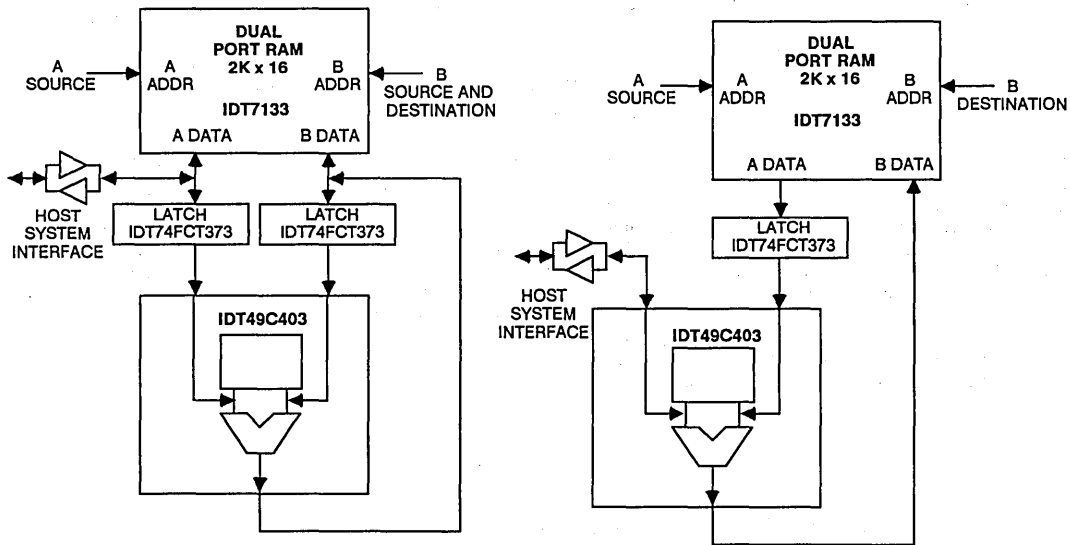 DUAL
PORT RAM
2K x 16
A
SOURCE
A
ADDR
B
ADDR
B
SOURCE AND
DESTINATION
IDT7133
A DATA
B DATA
HOST
SYSTEM
INTERFACE
LATCH
IDT74FCT373
LATCH
IDT74FCT373
IDT49C403
DUAL
PORT RAM
2K x 16
A
SOURCE
A
ADDR
B
ADDR
B
DESTINATION
IDT7133
A DATA
B DATA
LATCH
IDT74FCT373
HOST
SYSTEM
INTERFACE
IDT49C403